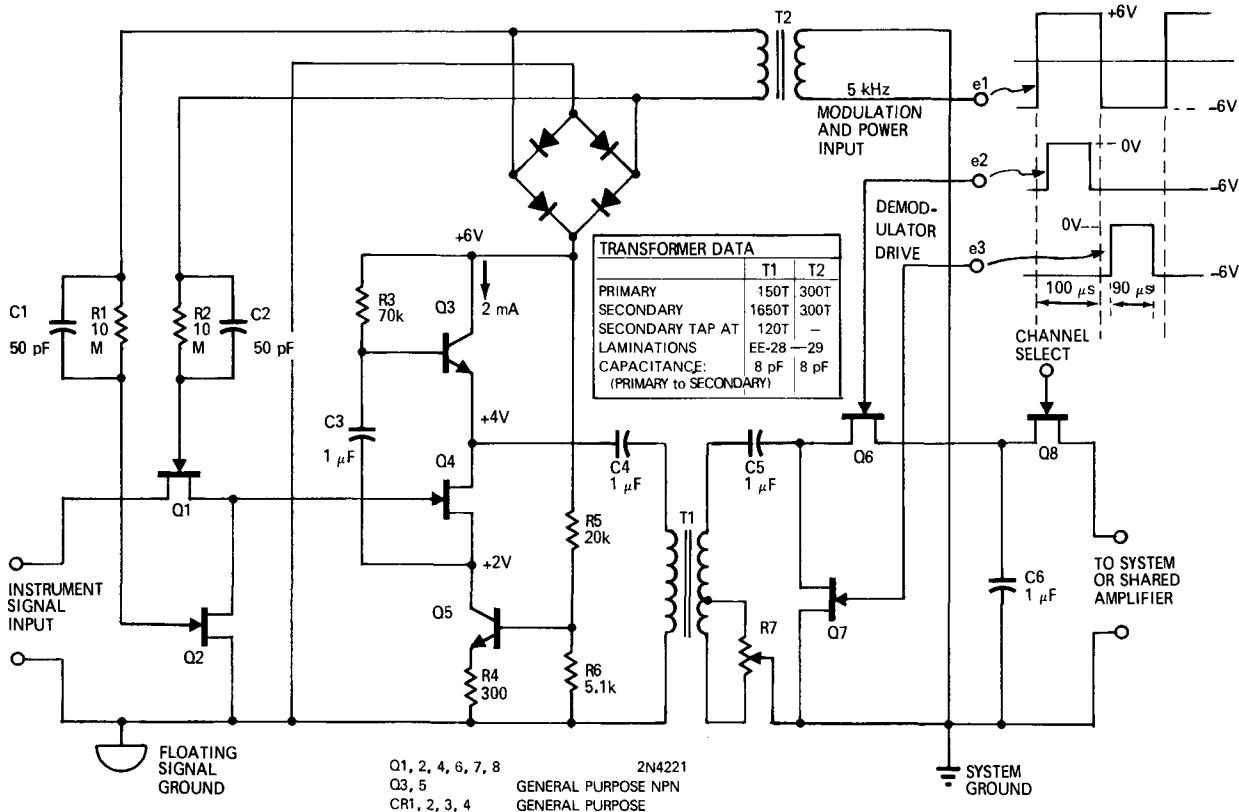 T2
+6V
5 kHz
e1
MODULATION
AND POWER
INPUT
-6V
e2
0V
-6V
DEMOD-
ULATOR
DRIVE
e3
0V
-6V
100 μs
90 μs
CHANNEL
SELECT
+6V
2 mA
TRANSFORMER DATA
T1 T2
PRIMARY 150T 300T
SECONDARY 1650T 300T
SECONDARY TAP AT 120T –
LAMINATIONS EE-28 — 29
CAPACITANCE: 8 pF 8 pF
(PRIMARY to SECONDARY)
C1
50 pF
R1
10
M
R2
10
M
C2
50 pF
R3
70k
Q3
+4V
C3
1 μF
Q4
C4
1 μF
C5
1 μF
Q6
Q8
Q1
T1
R5
20k
+2V
INSTRUMENT
SIGNAL
INPUT
Q2
Q5
R4
300
R6
5.1k
R7
Q7
C6
1 μF
TO SYSTEM
OR SHARED
AMPLIFIER
FLOATING
SIGNAL
GROUND
SYSTEM
GROUND
Q1, 2, 4, 6, 7, 8 2N4221
Q3, 5 GENERAL PURPOSE NPN
CR1, 2, 3, 4 GENERAL PURPOSE